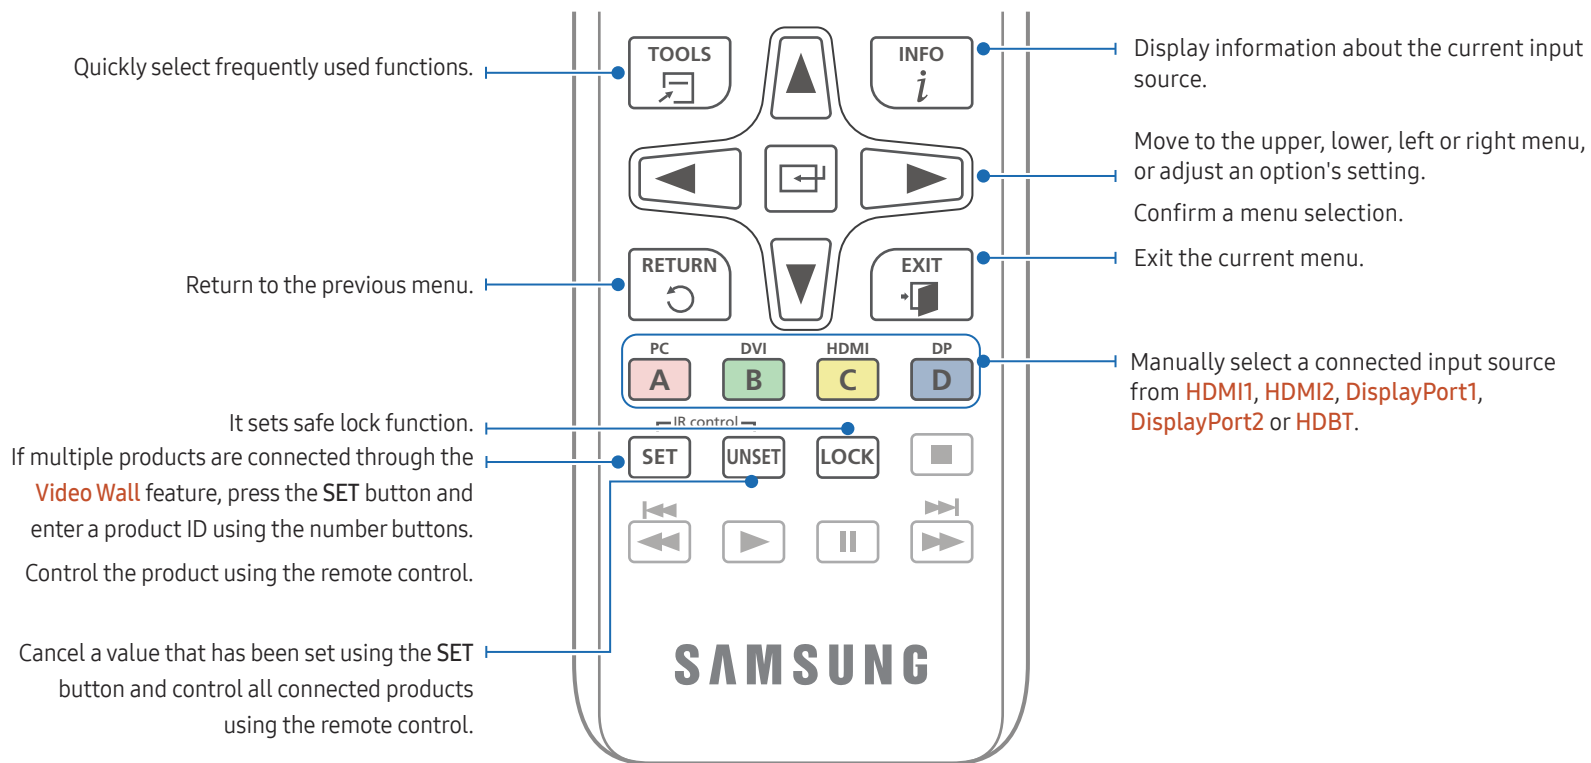 TOOLS
INFO
i
Quickly select frequently used functions.
Display information about the current input
source.
Move to the upper, lower, left or right menu,
or adjust an option's setting.
Confirm a menu selection.
RETURN
EXIT
Return to the previous menu.
Exit the current menu.
PC DVI HDMI DP
A B C D
Manually select a connected input source
from HDMI1, HDMI2, DisplayPort1,
DisplayPort2 or HDBT.
It sets safe lock function.
IR control
SET UNSET LOCK
If multiple products are connected through the
Video Wall feature, press the SET button and
enter a product ID using the number buttons.
Control the product using the remote control.
Cancel a value that has been set using the SET
button and control all connected products
using the remote control.
SAMSUNG